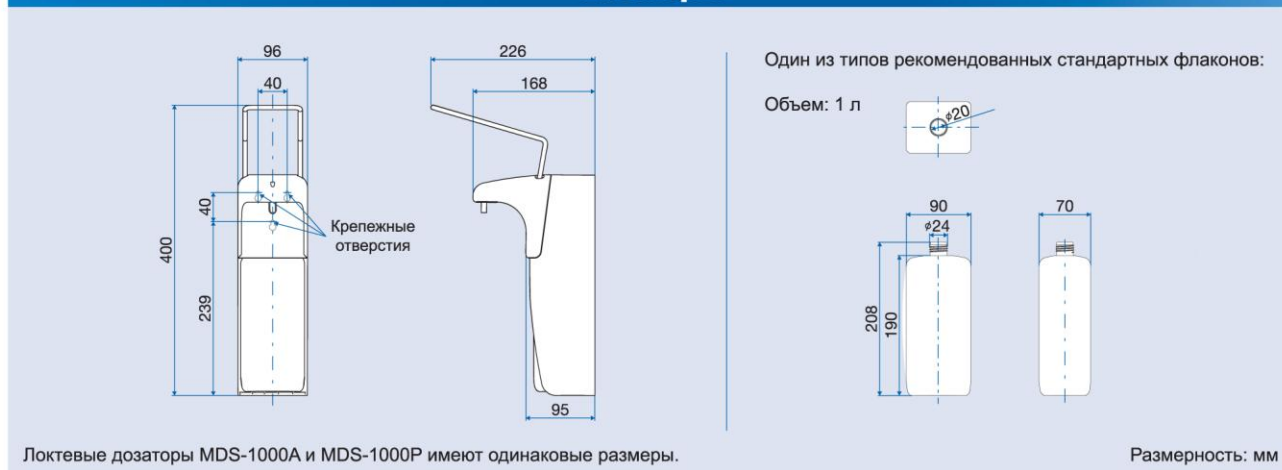 96
40
40
400
239
Крепежные
отверстия
226
168
95
Один из типов рекомендованных стандартных флаконов:
Объем: 1 л
ø20
90
ø24
208
190
70
Локтевые дозаторы MDS-1000A и MDS-1000P имеют одинаковые размеры.
Размерность: мм